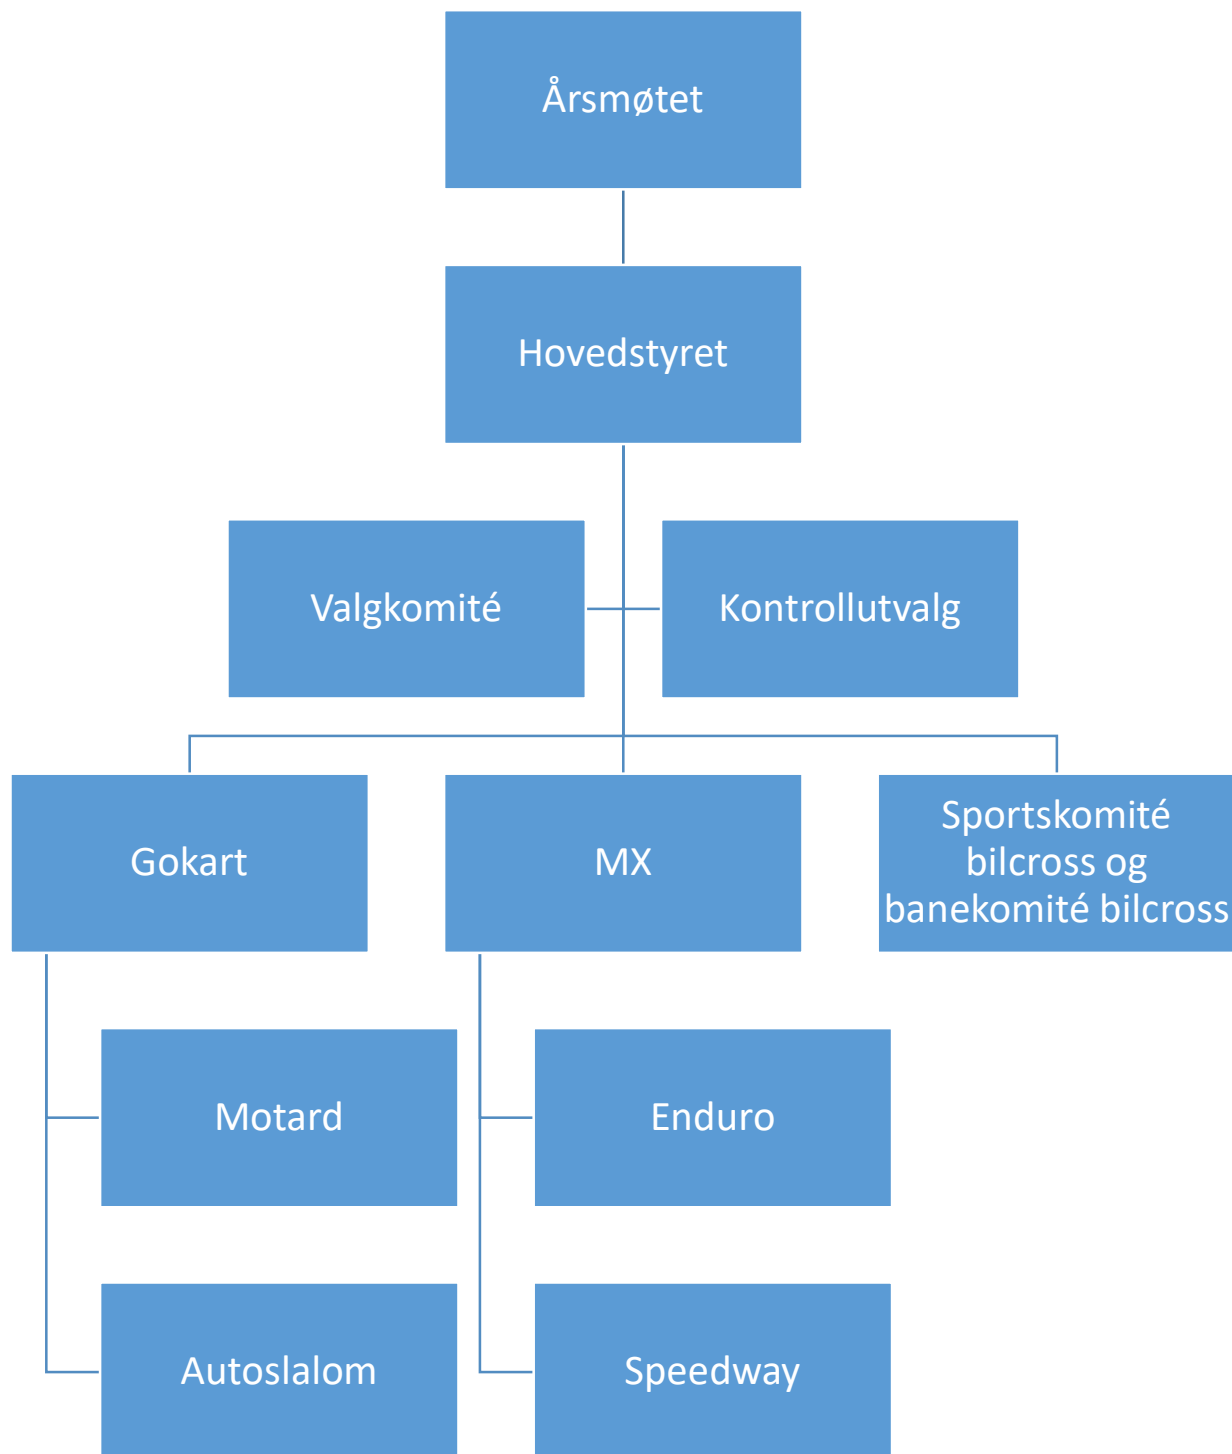 Årsmøtet
Hovedstyret
Valgkomité
Kontrollutvalg
Gokart
MX
Sportskomité
bilcross og
banekomité bilcross
Motard
Enduro
Autoslalom
Speedway